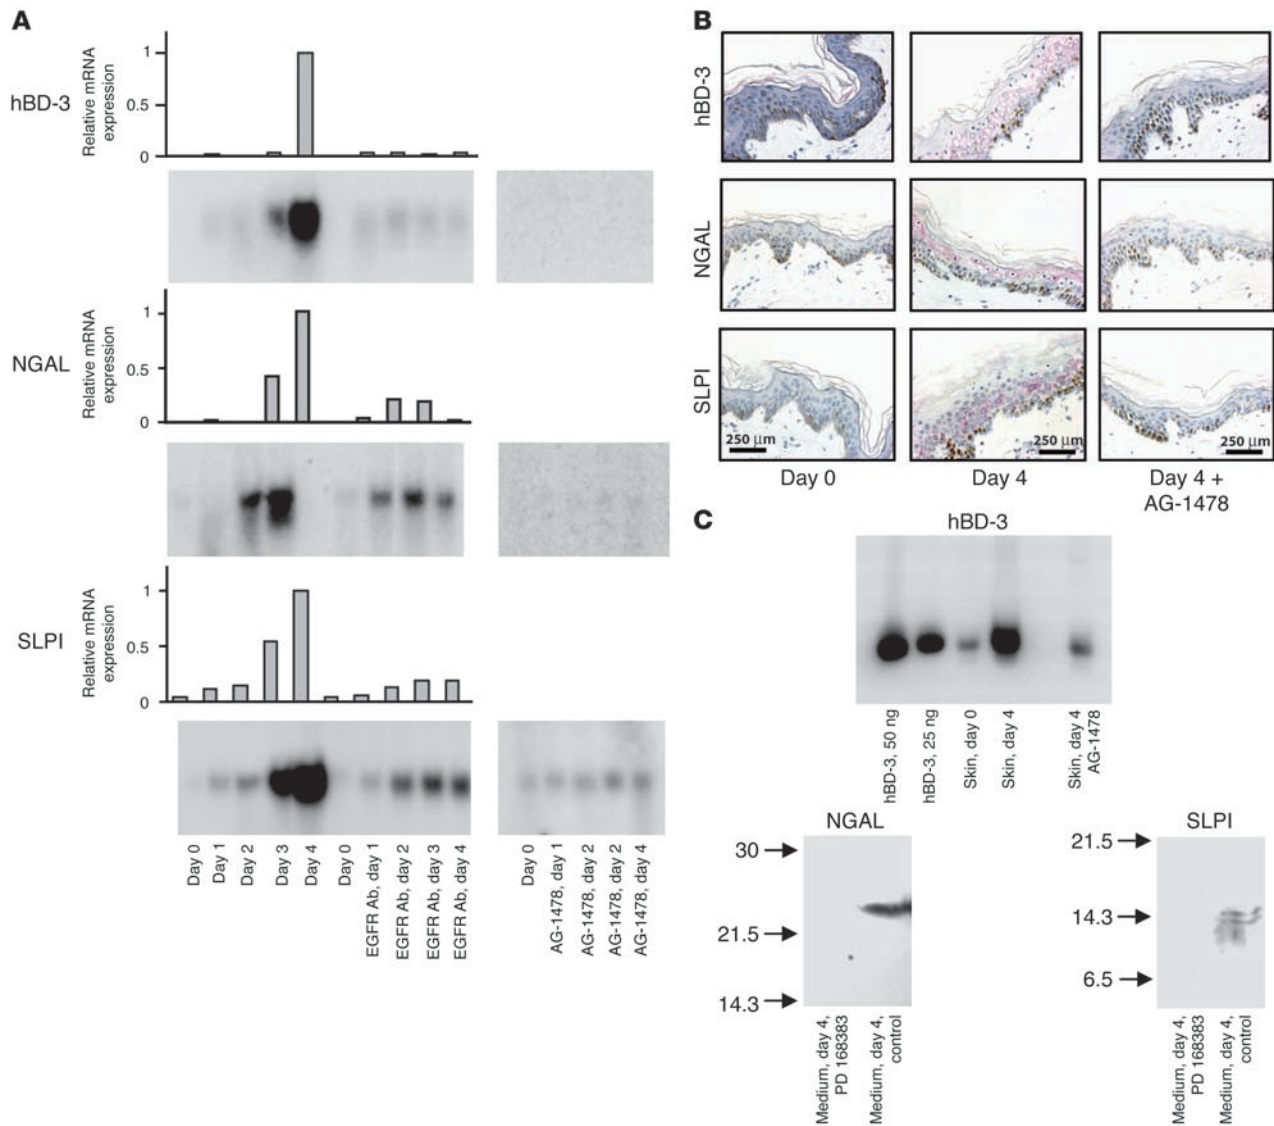 A
hBD-3
Relative mRNA
expression
1
0.5
0
NGAL
Relative mRNA
expression
1
0.5
0
SLPI
Relative mRNA
expression
1
0.5
0
Day 0
Day 1
Day 2
Day 3
Day 4
Day 0
EGFR Ab, day 1
EGFR Ab, day 2
EGFR Ab, day 3
EGFR Ab, day 4
Day 0
AG-1478, day 1
AG-1478, day 2
AG-1478, day 2
AG-1478, day 4
B
hBD-3
NGAL
SLPI
250 µm
250 µm
250 µm
Day 0
Day 4
Day 4 +
AG-1478
C
hBD-3
hBD-3, 50 ng
hBD-3, 25 ng
Skin, day 0
Skin, day 4
Skin, day 4
AG-1478
NGAL
30
21.5
14.3
Medium, day 4,
PD 168383
Medium, day 4,
control
SLPI
21.5
14.3
6.5
Medium, day 4,
PD 168383
Medium, day 4,
control